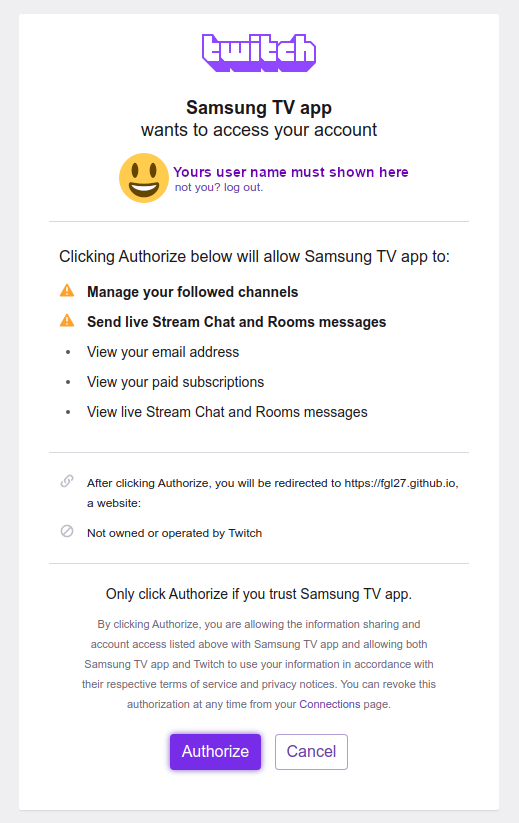 twitch
Samsung TV app
wants to access your account
Yours user name must shown here
not you? log out.
Clicking Authorize below will allow Samsung TV app to:
Manage your followed channels
Send live Stream Chat and Rooms messages
• View your email address
• View your paid subscriptions
• View live Stream Chat and Rooms messages
After clicking Authorize, you will be redirected to https://fgl27.github.io,
a website:
Not owned or operated by Twitch
Only click Authorize if you trust Samsung TV app.
By clicking Authorize, you are allowing the information sharing and
account access listed above with Samsung TV app and allowing both
Samsung TV app and Twitch to use your information in accordance with
their respective terms of service and privacy notices. You can revoke this
authorization at any time from your Connections page.
Authorize Cancel